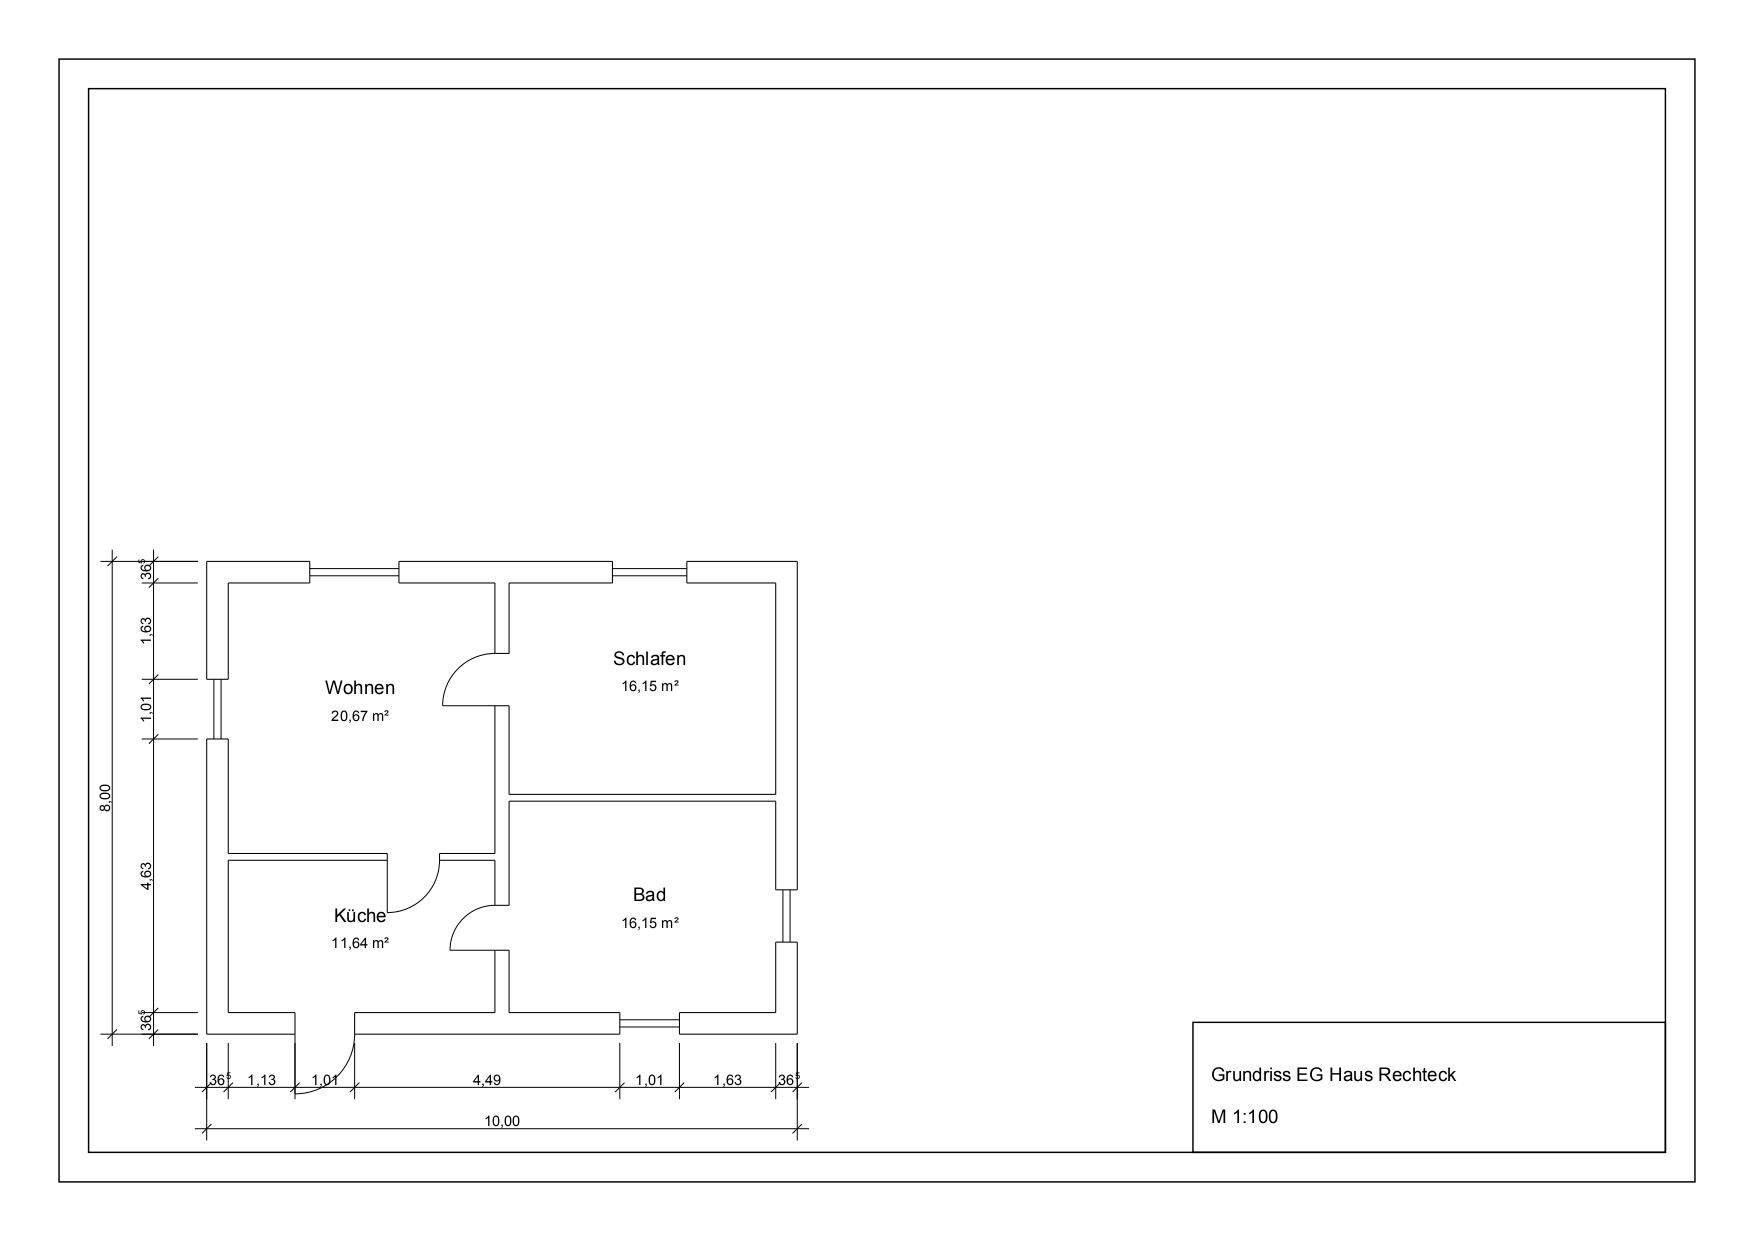 36⁵
1,63
1,01
4,63
36⁵
8,00
Wohnen
20,67 m²
Schlafen
16,15 m²
Küche
11,64 m²
Bad
16,15 m²
36⁵
1,13
1,01
4,49
1,01
1,63
36⁵
10,00
Grundriss EG Haus Rechteck
M 1:100